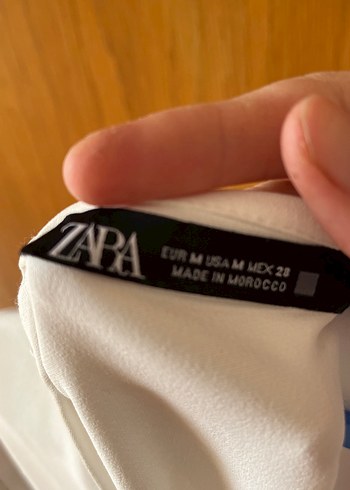 ZARA
EUR M USA M MEX 28
MADE IN MOROCCO